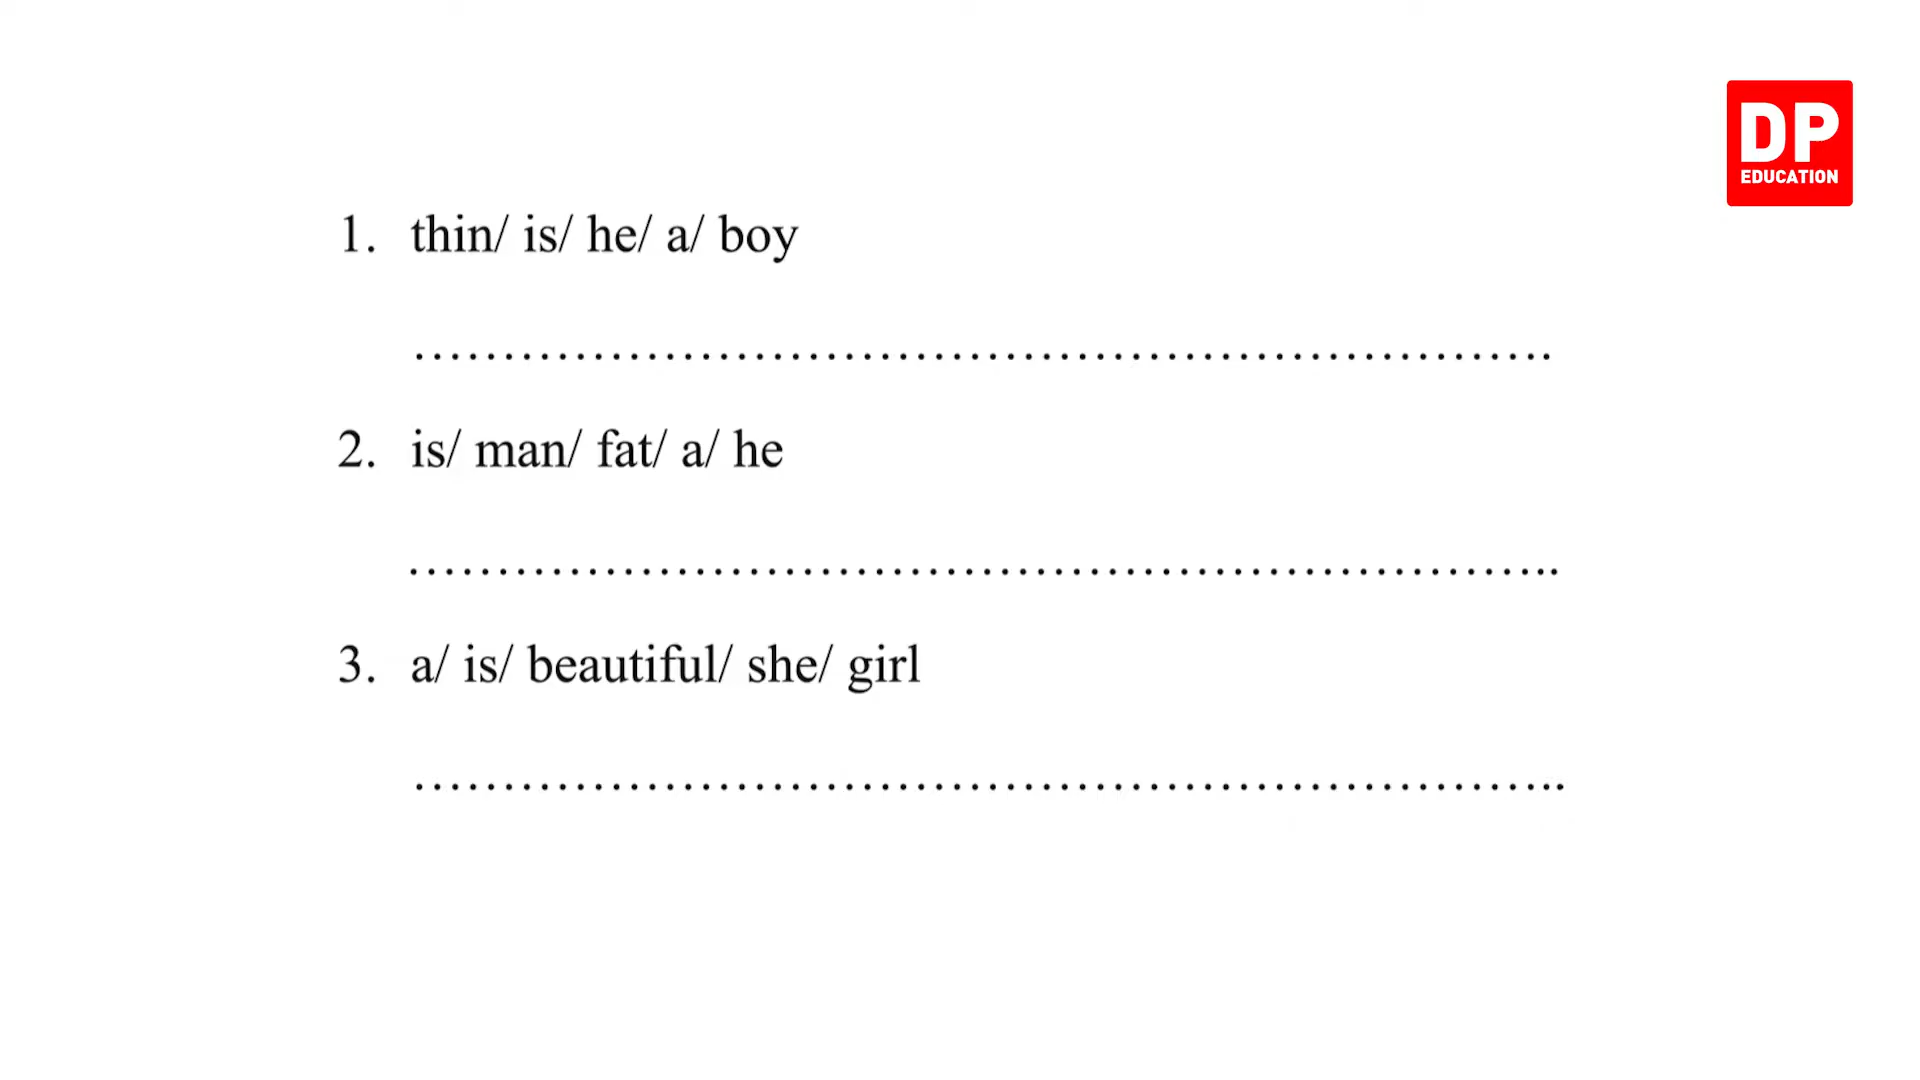 DP
EDUCATION
1. thin/ is/ he/ a/ boy
………………………………………………………….
2. is/ man/ fat/ a/ he
…………………………………………………………..
3. a/ is/ beautiful/ she/ girl
…………………………………………………………..